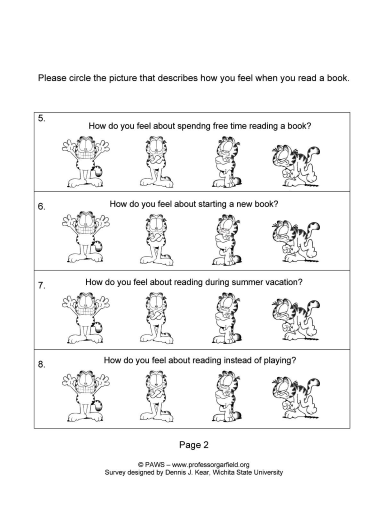 Please circle the picture that describes how you feel when you read a book.
5.
How do you feel about spendng free time reading a book?
6.
How do you feel about starting a new book?
7.
How do you feel about reading during summer vacation?
8.
How do you feel about reading instead of playing?
Page 2
© PAWS – www.professorgarfield.org
Survey designed by Dennis J. Kear, Wichita State University